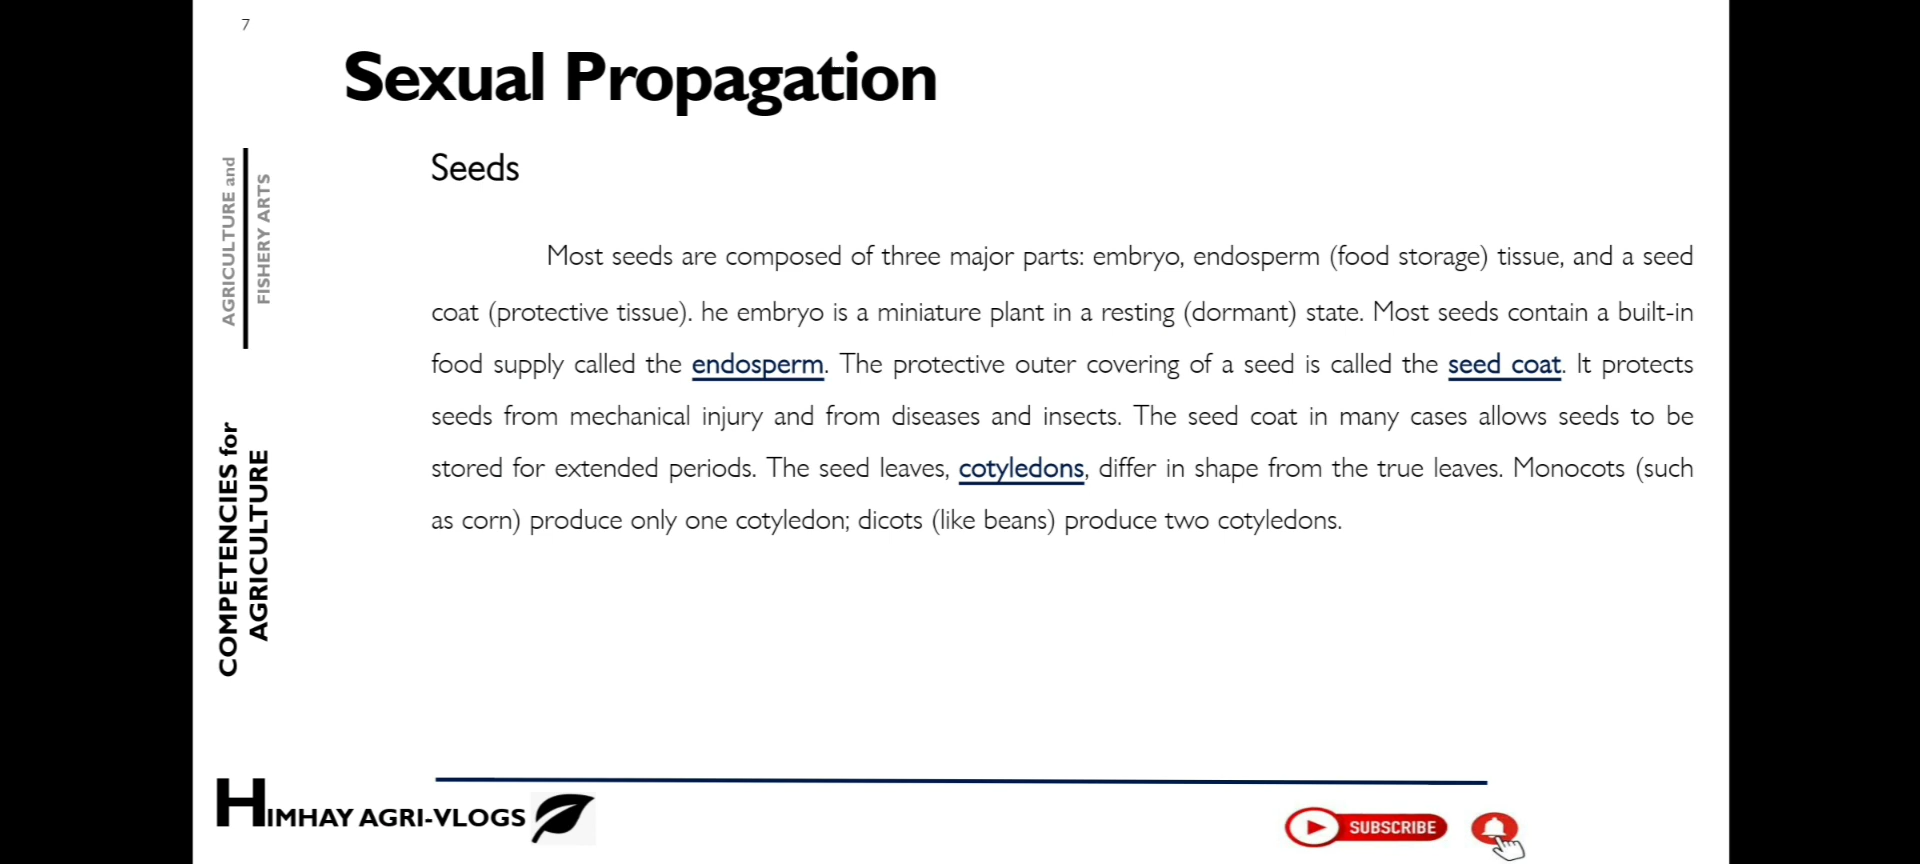 7
Sexual Propagation
AGRICULTURE and
FISHERY ARTS
Seeds
Most seeds are composed of three major parts: embryo, endosperm (food storage) tissue, and a seed
coat (protective tissue). he embryo is a miniature plant in a resting (dormant) state. Most seeds contain a built-in
food supply called the endosperm. The protective outer covering of a seed is called the seed coat. It protects
seeds from mechanical injury and from diseases and insects. The seed coat in many cases allows seeds to be
stored for extended periods. The seed leaves, cotyledons, differ in shape from the true leaves. Monocots (such
as corn) produce only one cotyledon; dicots (like beans) produce two cotyledons.
COMPETENCIES for
AGRICULTURE
HIMHAY AGRI-VLOGS
SUBSCRIBE